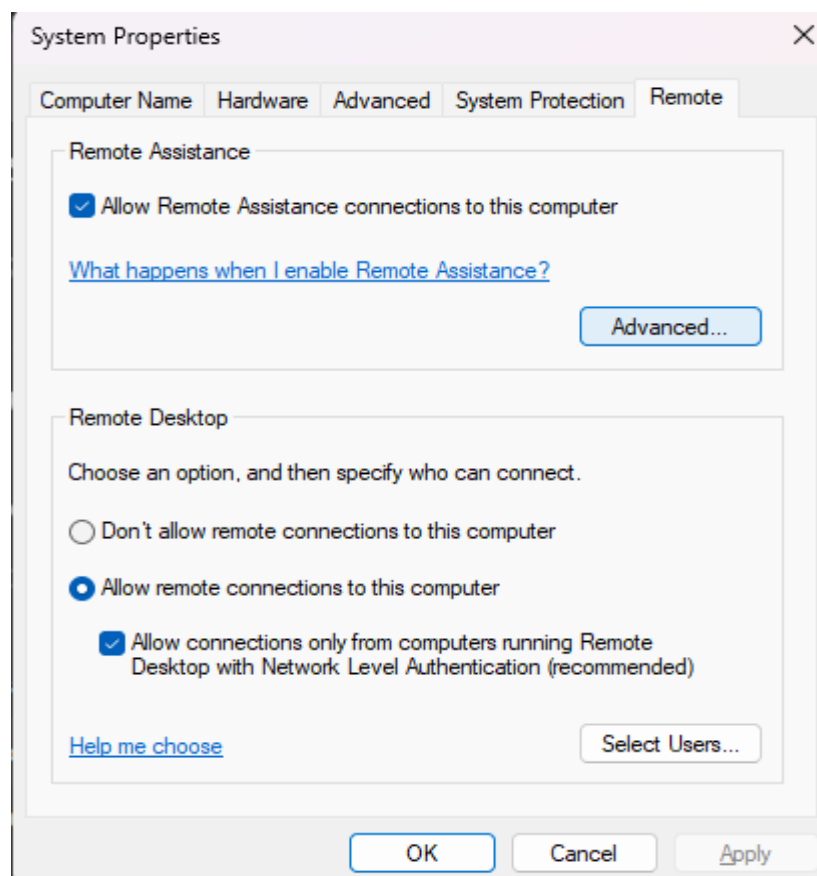 System Properties
Computer Name Hardware Advanced System Protection Remote
Remote Assistance
Allow Remote Assistance connections to this computer
What happens when I enable Remote Assistance?
Advanced...
Remote Desktop
Choose an option, and then specify who can connect.
Don't allow remote connections to this computer
Allow remote connections to this computer
Allow connections only from computers running Remote
Desktop with Network Level Authentication (recommended)
Help me choose Select Users...
OK Cancel Apply